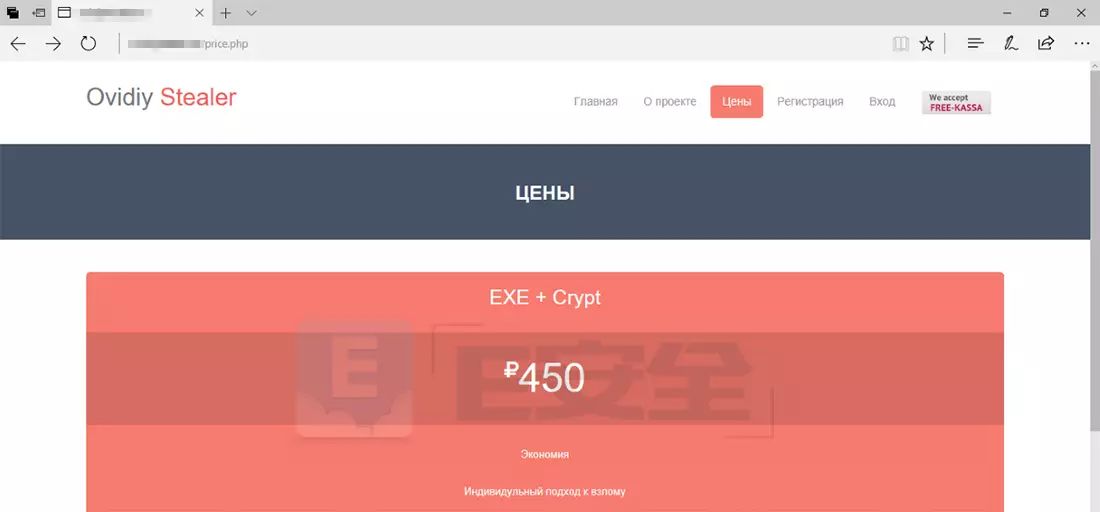 /price.php
Ovidiy Stealer
Главная
О проекте
Цены
Регистрация
Вход
We accept
FREE-KASSA
ЦЕНЫ
EXE + Crypt
₽450
E
E安全
Экономия
Индивидульный подход к взлому